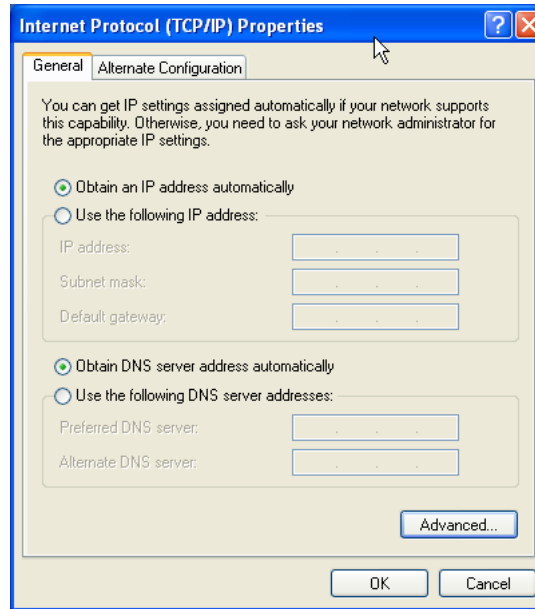 Internet Protocol (TCP/IP) Properties
General
Alternate Configuration
You can get IP settings assigned automatically if your network supports
this capability. Otherwise, you need to ask your network administrator for
the appropriate IP settings.
Obtain an IP address automatically
Use the following IP address:
IP address:
Subnet mask:
Default gateway:
Obtain DNS server address automatically
Use the following DNS server addresses:
Preferred DNS server:
Alternate DNS server:
Advanced...
OK
Cancel